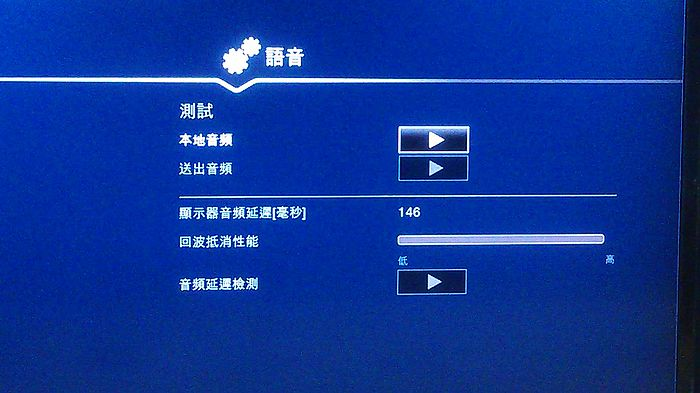 語音
測試
本地音頻
送出音頻
顯示器音頻延遲[毫秒] 146
回波抵消性能
低 高
音頻延遲檢測